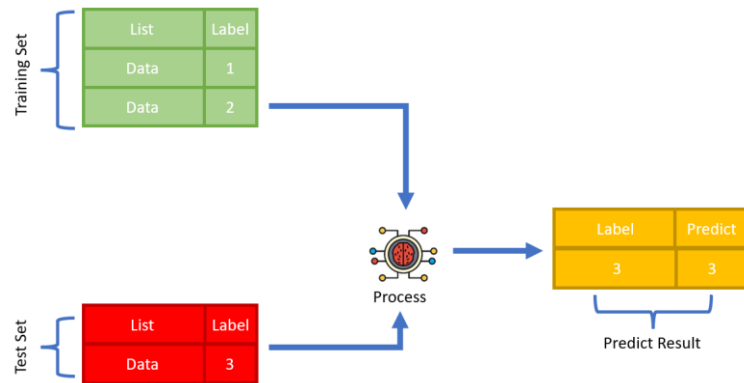 Training Set
List Label
Data 1
Data 2
Process
Label Predict
3 3
Predict Result
Test Set
List Label
Data 3